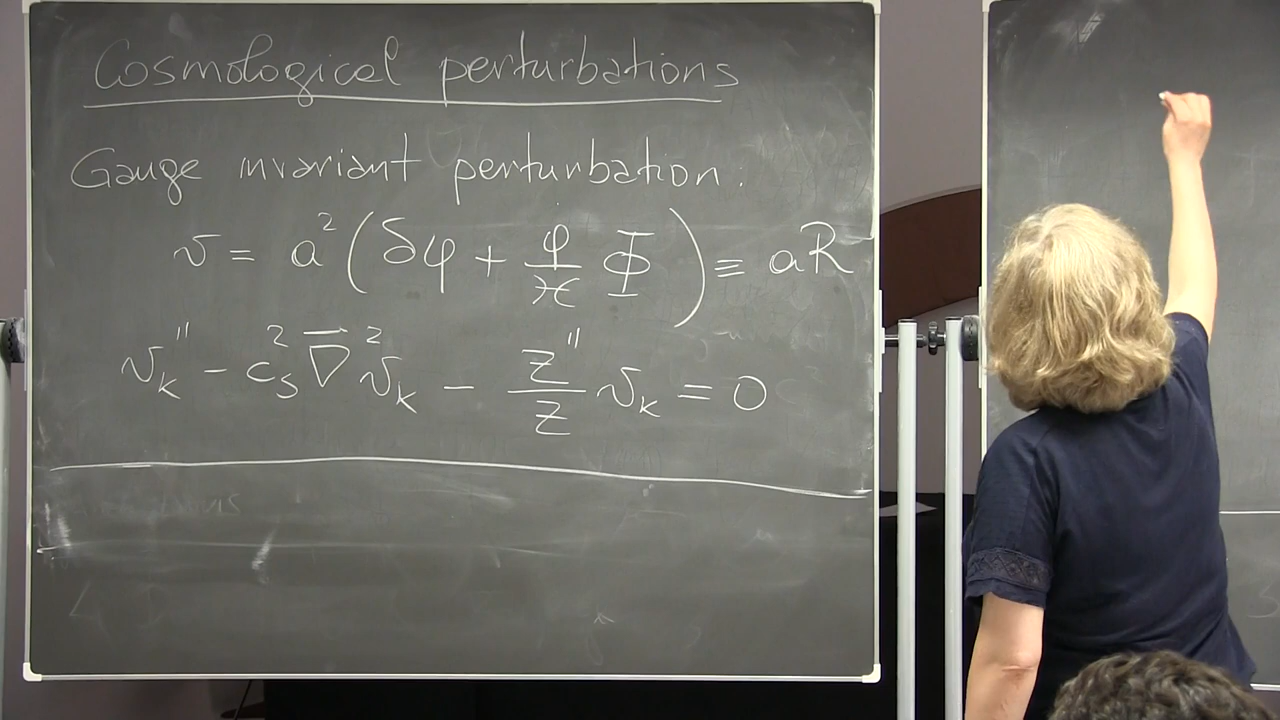 Cosmological perturbations
Gauge invariant perturbation:
v = a² (δφ + φ̇/ℋ Φ) ≡ aR
v_k'' − c_s² ∇⃗² v_k − z''/z v_k = 0